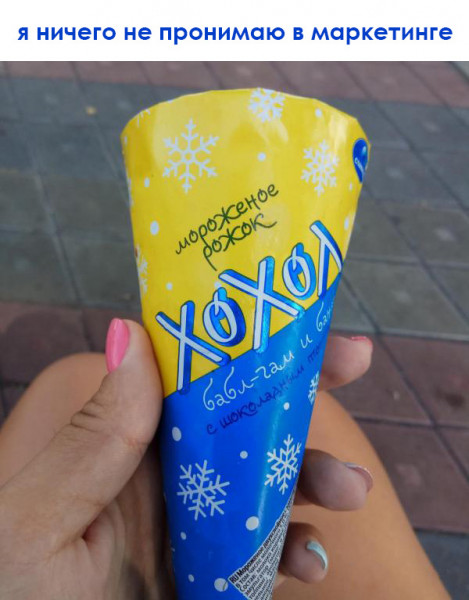 я ничего не пронимаю в маркетинге
мороженое
рожок
ХОХОЛ
бабл-гам и
с шоколадным